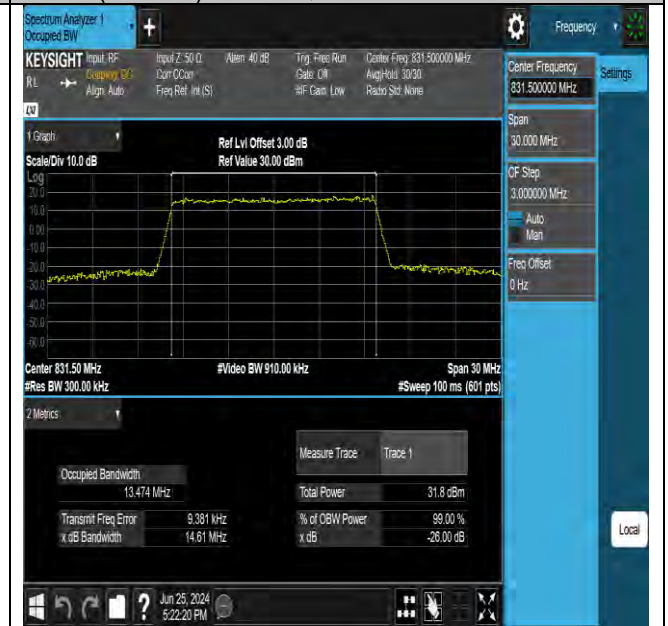 Spectrum Analyzer 1
Occupied BW
+
Frequency
KEYSIGHT
RL
LXI
Input: RF
Coupling: DC
Align: Auto
Input Z: 50 Ω
Corr CCorr
Freq Ref: Int (S)
Atten: 40 dB
Trig: Free Run
Gate: Off
#IF Gain: Low
Center Freq: 831.500000 MHz
Avg|Hold: 30/30
Radio Std: None
Center Frequency
831.500000 MHz
Settings
Span
30.000 MHz
CF Step
3.000000 MHz
Auto
Man
Freq Offset
0 Hz
1 Graph
Scale/Div 10.0 dB
Ref Lvl Offset 3.00 dB
Ref Value 30.00 dBm
Log
20.0
10.0
0.00
-10.0
-20.0
-30.0
-40.0
-50.0
-60.0
Center 831.50 MHz
#Video BW 910.00 kHz
Span 30 MHz
#Res BW 300.00 kHz
#Sweep 100 ms (601 pts)
2 Metrics
Measure Trace
Trace 1
Occupied Bandwidth
13.474 MHz
Total Power
31.8 dBm
Transmit Freq Error
9.381 kHz
% of OBW Power
99.00 %
x dB Bandwidth
14.61 MHz
x dB
-26.00 dB
Local
?
Jun 25, 2024
5:22:20 PM